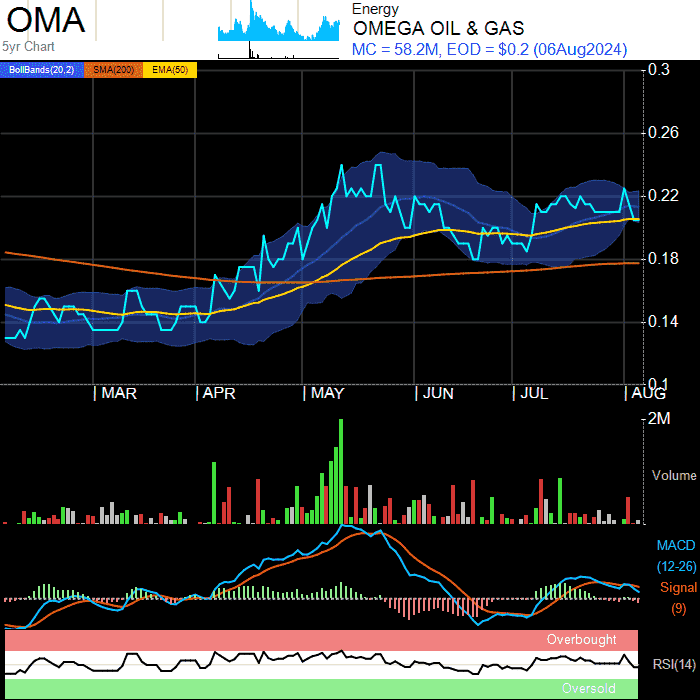 OMA
5yr Chart
Energy
OMEGA OIL & GAS
MC = 58.2M, EOD = $0.2 (06Aug2024)
BollBands(20,2) SMA(200) EMA(50)
0.3
0.26
0.22
0.18
0.14
0.1
MAR APR MAY JUN JUL AUG
2M
Volume
MACD
(12-26)
Signal
(9)
Overbought
RSI(14)
Oversold